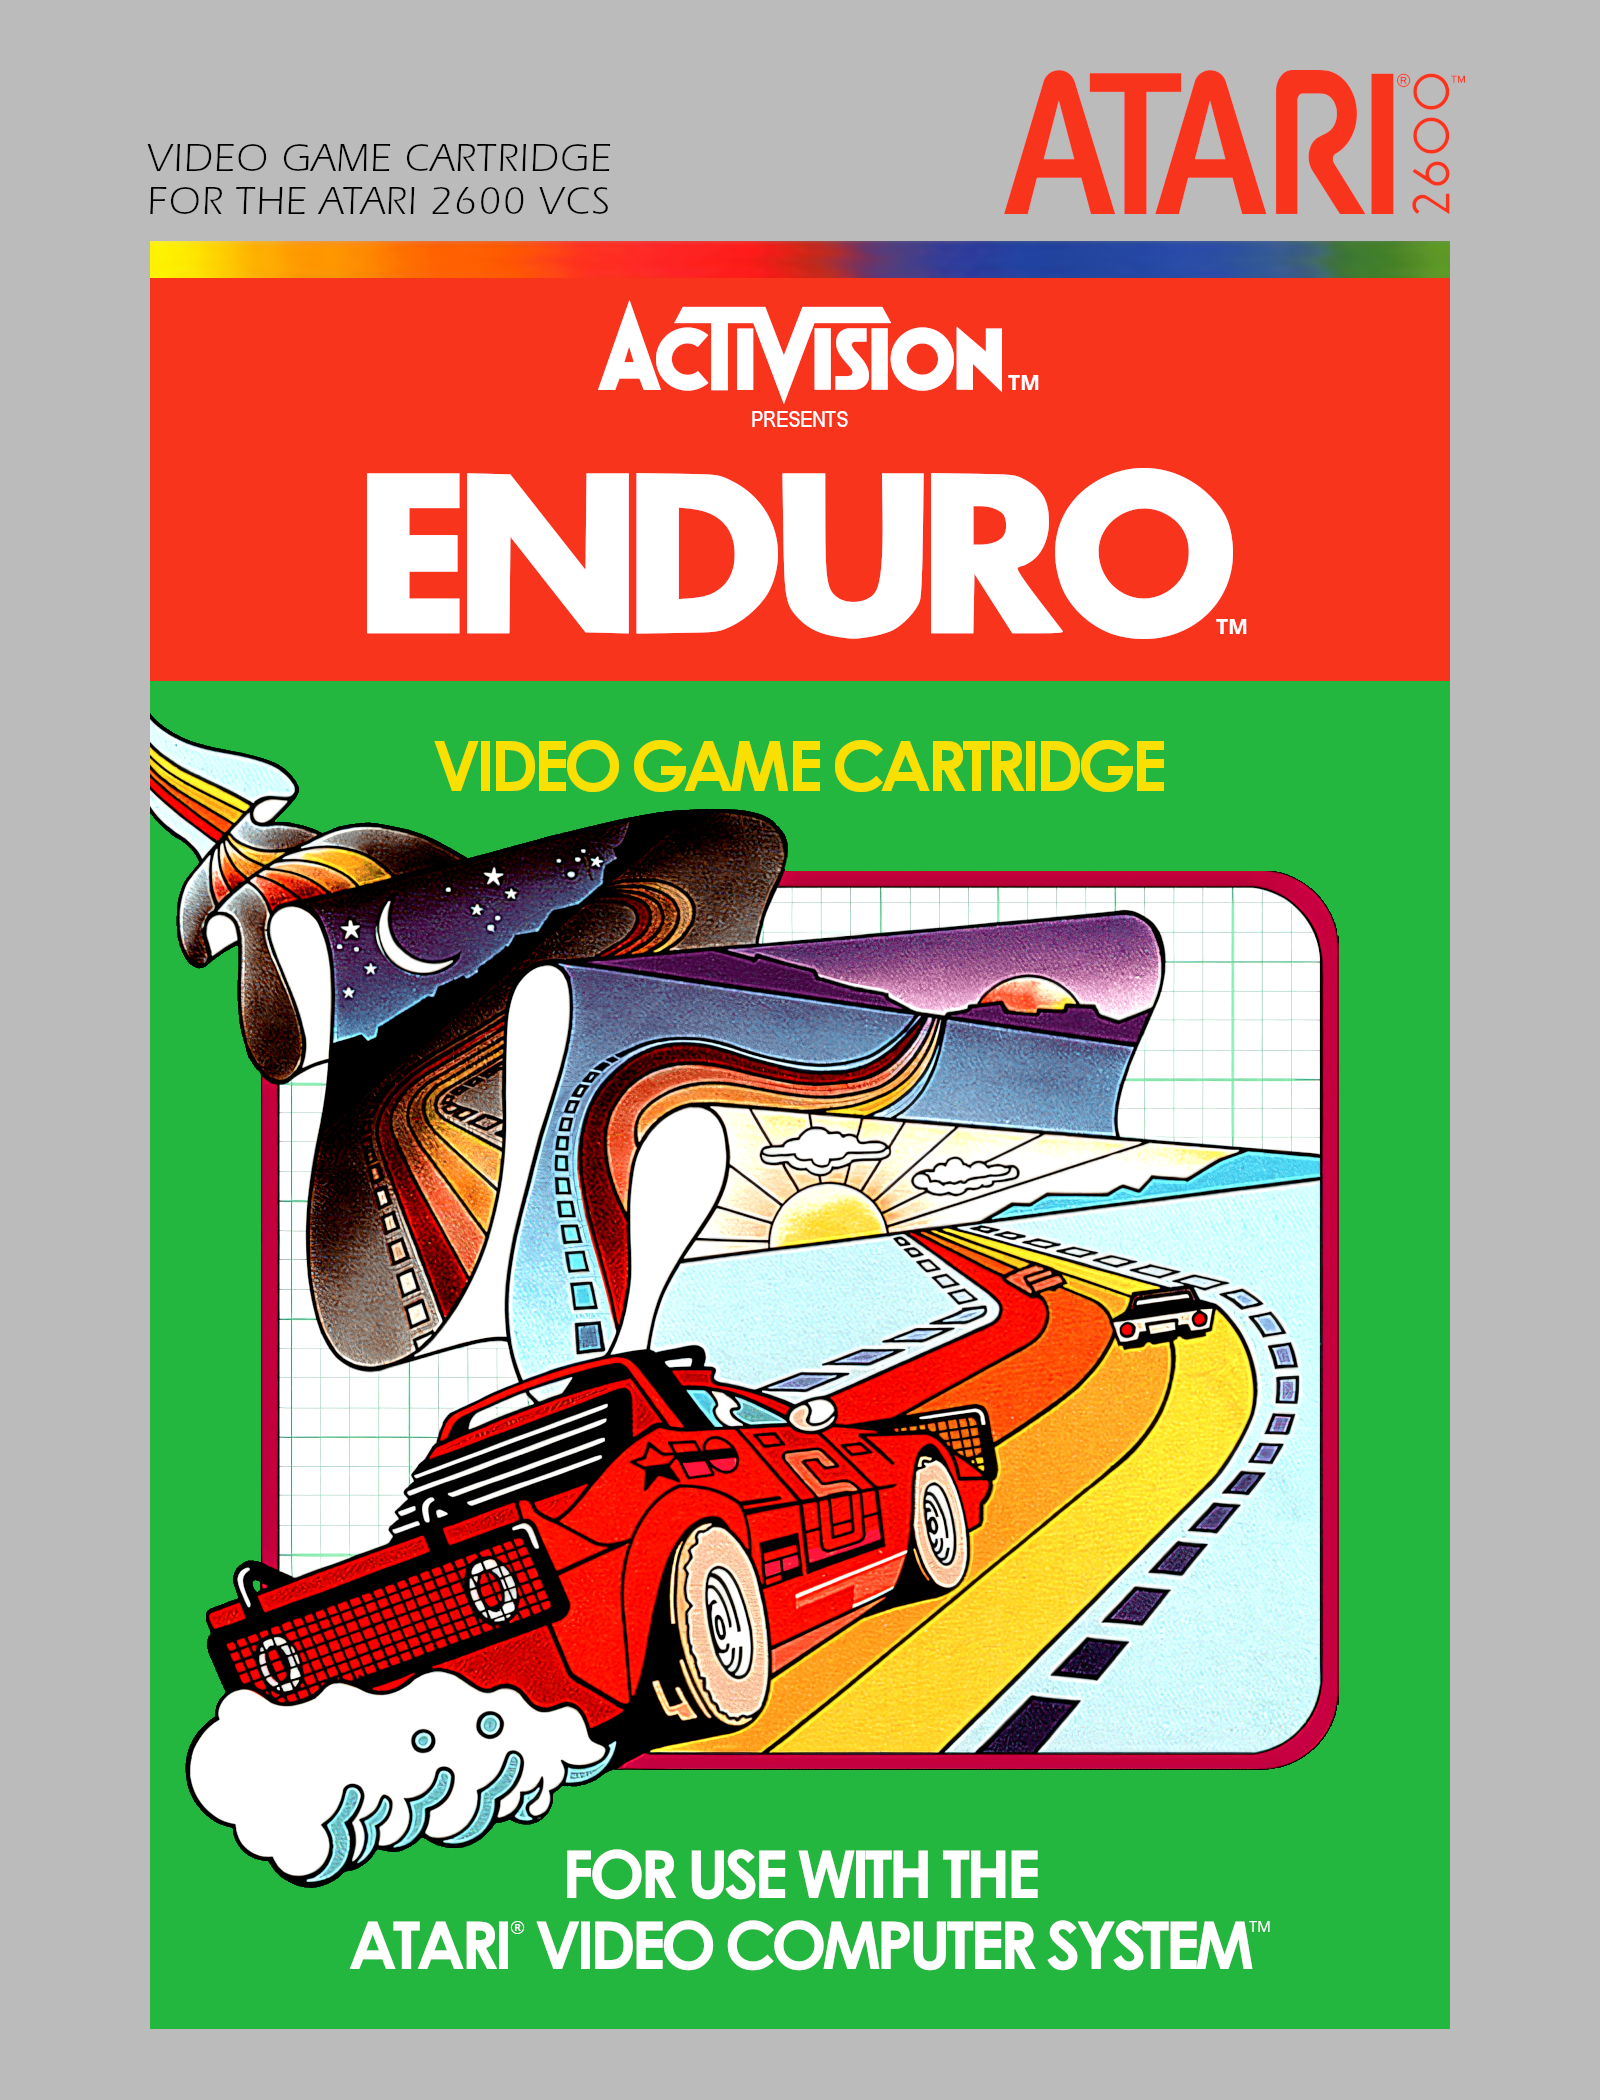 VIDEO GAME CARTRIDGE
FOR THE ATARI 2600 VCS
ATARI® 2600™
ACTIVISION™
PRESENTS
ENDURO™
VIDEO GAME CARTRIDGE
FOR USE WITH THE
ATARI® VIDEO COMPUTER SYSTEM™